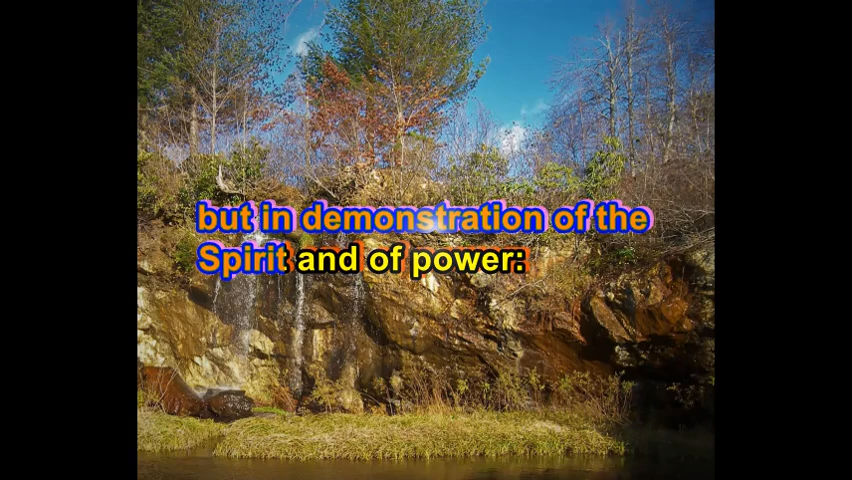 but in demonstration of the
Spirit and of power: